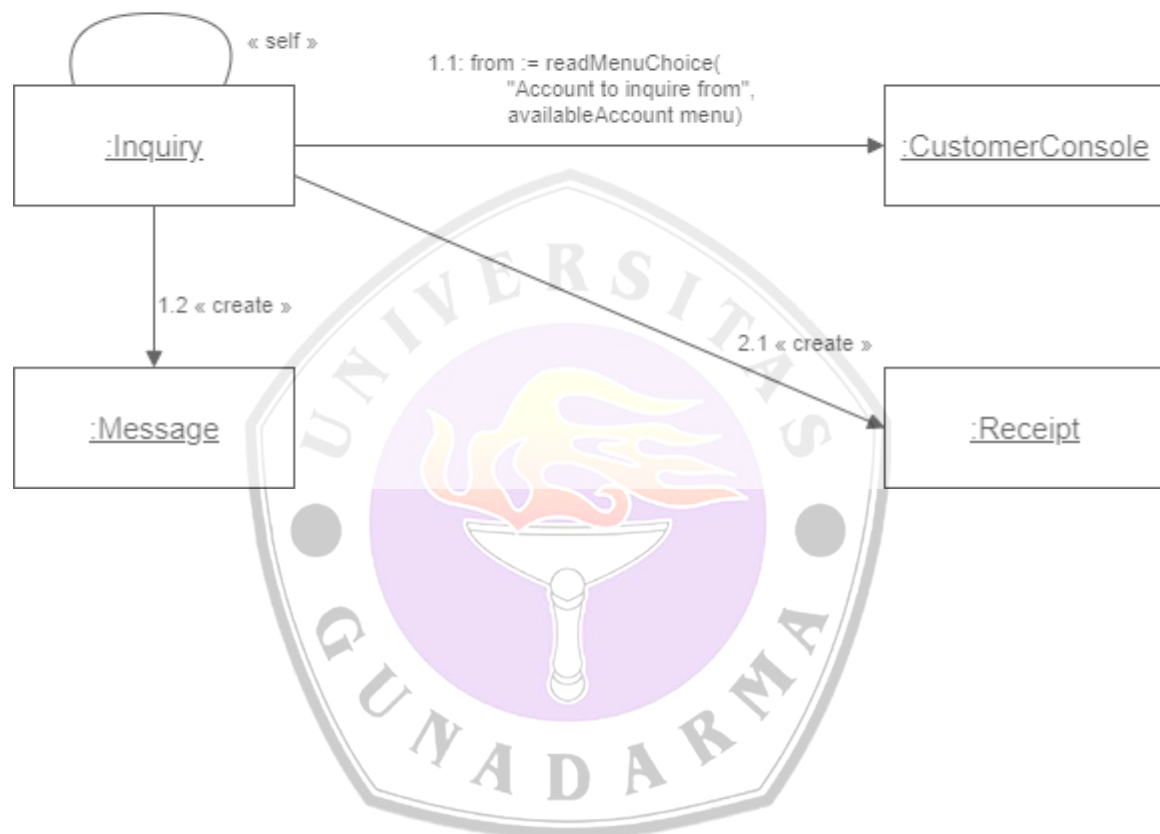 « self »
1.1: from := readMenuChoice(
"Account to inquire from",
availableAccount menu)
:Inquiry
:CustomerConsole
1.2 « create »
2.1 « create »
:Message
:Receipt
UNIVERSITAS
GUNADARMA